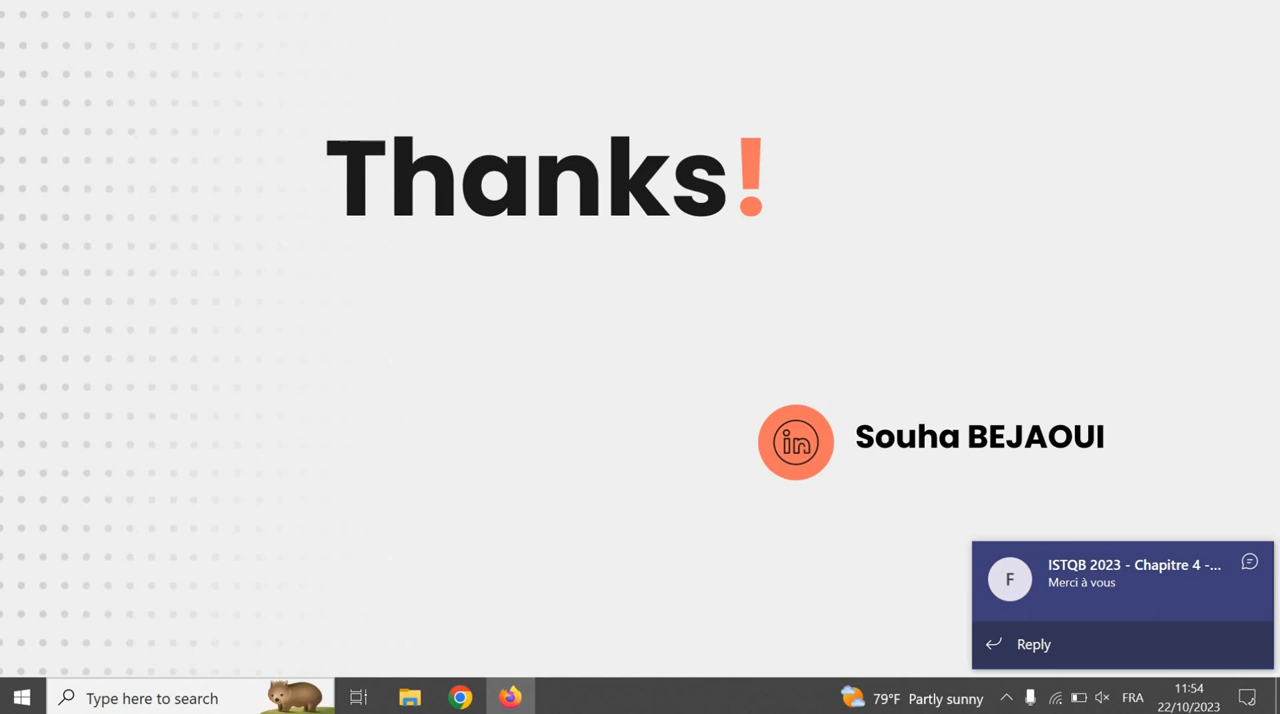 Thanks!
in
Souha BEJAOUI
F
ISTQB 2023 - Chapitre 4 -...
Merci à vous
Reply
Type here to search
79°F Partly sunny
FRA
11:54
22/10/2023